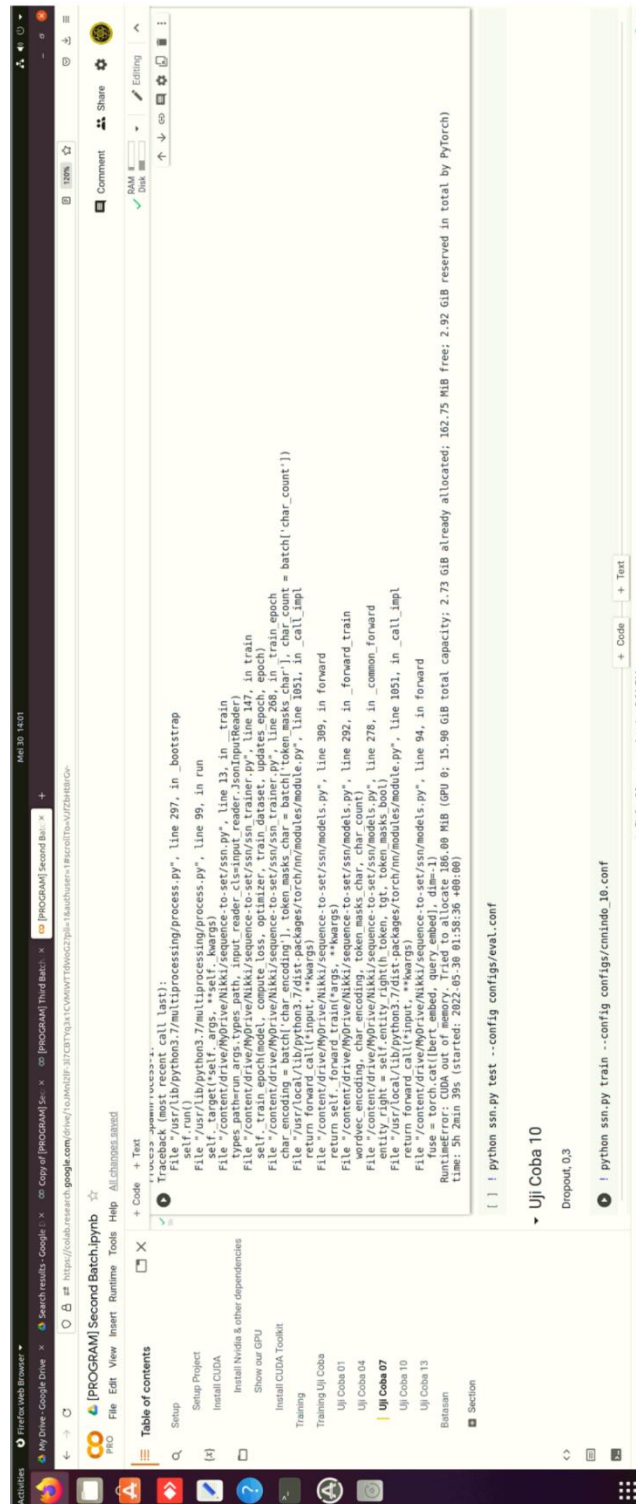 Activities
Firefox Web Browser
Mei 30 14:01
My Drive - Google Drive
Search results - Google D
Copy of [PROGRAM] Sec
[PROGRAM] Third Batch
[PROGRAM] Second Bat
[PROGRAM] Second Batch.ipynb
PRO
File Edit View Insert Runtime Tools Help All changes saved
120%
Comment
Share
Table of contents
Setup
Setup Project
Install CUDA
Install Nvidia & other dependencies
Show our GPU
Install CUDA Toolkit
Training
Training Uji Coba
Uji Coba 01
Uji Coba 04
Uji Coba 07
Uji Coba 10
Uji Coba 13
Batasan
Section
+ Code + Text
RAM
Disk
Editing
Traceback (most recent call last):
File "/usr/lib/python3.7/multiprocessing/process.py", line 297, in _bootstrap
self.run()
File "/usr/lib/python3.7/multiprocessing/process.py", line 99, in run
self._target(*self._args, **self._kwargs)
File "/content/drive/MyDrive/Nikki/sequence-to-set/ssn.py", line 13, in __train
types_path=run_args.types_path, input_reader_cls=input_reader.JsonInputReader)
File "/content/drive/MyDrive/Nikki/sequence-to-set/ssn/ssn_trainer.py", line 147, in train
self._train_epoch(model, compute_loss, optimizer, train_dataset, updates_epoch, epoch)
File "/content/drive/MyDrive/Nikki/sequence-to-set/ssn/ssn_trainer.py", line 268, in _train_epoch
char_encoding = batch['char_encoding'], token_masks_char = batch['token_masks_char'], char_count = batch['char_count'])
File "/usr/local/lib/python3.7/dist-packages/torch/nn/modules/module.py", line 1051, in _call_impl
return forward_call(*input, **kwargs)
File "/content/drive/MyDrive/Nikki/sequence-to-set/ssn/models.py", line 309, in forward
return self._forward_train(*args, **kwargs)
File "/content/drive/MyDrive/Nikki/sequence-to-set/ssn/models.py", line 292, in _forward_train
wordvec_encoding, char_encoding, token_masks_char, char_count)
File "/content/drive/MyDrive/Nikki/sequence-to-set/ssn/models.py", line 278, in _common_forward
entity_right = self.entity_right(h_token, tgt, token_masks_bool)
File "/usr/local/lib/python3.7/dist-packages/torch/nn/modules/module.py", line 1051, in _call_impl
return forward_call(*input, **kwargs)
File "/content/drive/MyDrive/Nikki/sequence-to-set/ssn/models.py", line 94, in forward
fuse = torch.cat([bert_embed, query_embed], dim=-1)
RuntimeError: CUDA out of memory. Tried to allocate 186.00 MiB (GPU 0; 15.90 GiB total capacity; 2.73 GiB already allocated; 162.75 MiB free; 2.92 GiB reserved in total by PyTorch)
time: 5h 2min 39s (started: 2022-05-30 01:58:36 +00:00)
[ ] ! python ssn.py test --config configs/eval.conf
Uji Coba 10
Dropout, 0,3
! python ssn.py train --config configs/cnnindo_10.conf
+ Code + Text